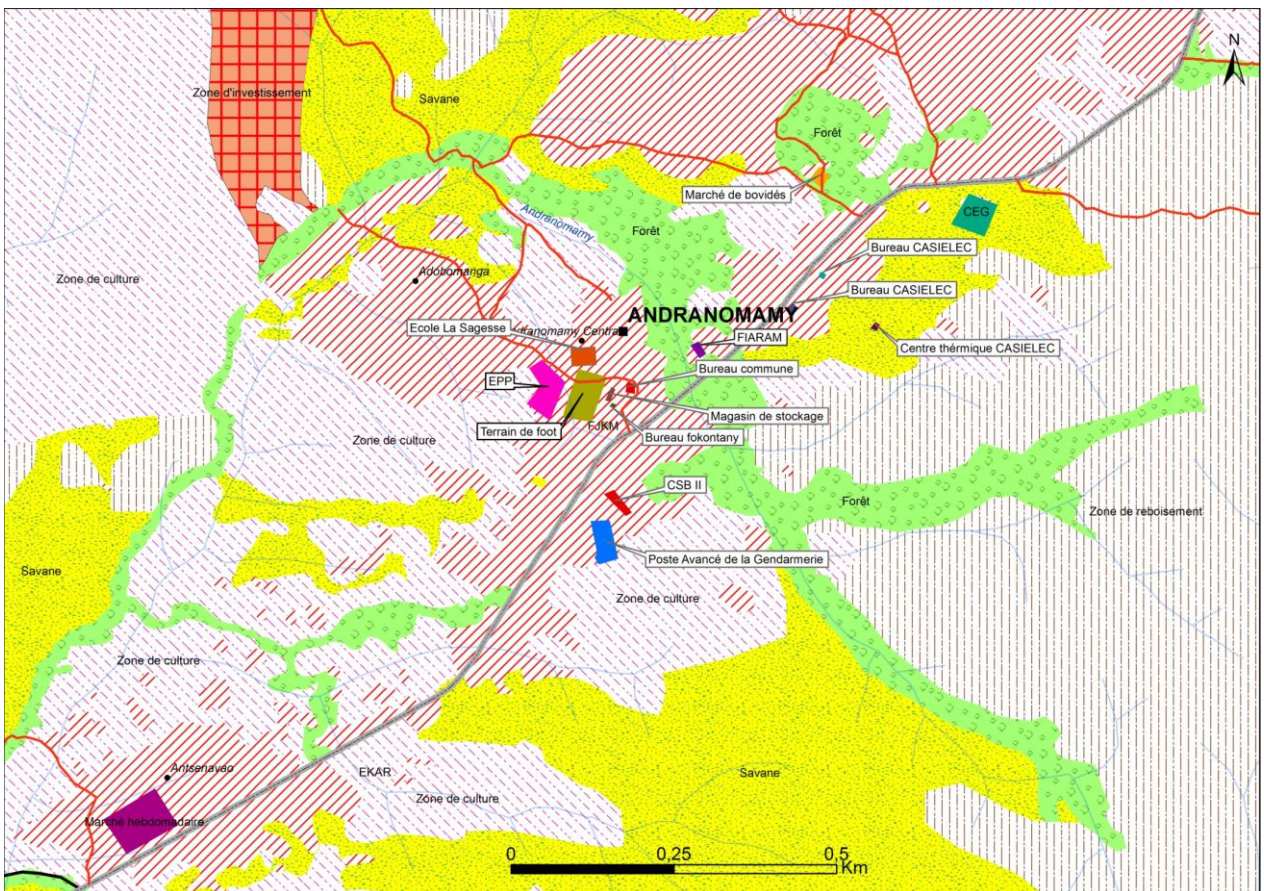 N
Zone d'investissement
Savane
Forêt
Marché de bovidés
Andranomamy
Forêt
CEG
Bureau CASIELEC
Zone de culture
Adobomanga
Bureau CASIELEC
ANDRANOMAMY
Ecole La Sagesse
dranomamy Centre
FIARAM
Centre thérmique CASIELEC
Bureau commune
EPP
Magasin de stockage
Zone de culture
Terrain de foot
FJKM
Bureau fokontany
CSB II
Forêt
Zone de reboisement
Poste Avancé de la Gendarmerie
Savane
Zone de culture
Zone de culture
Antsenavao
EKAR
Savane
Zone de culture
Marché hebdomadaire
0 0,25 0,5
Km